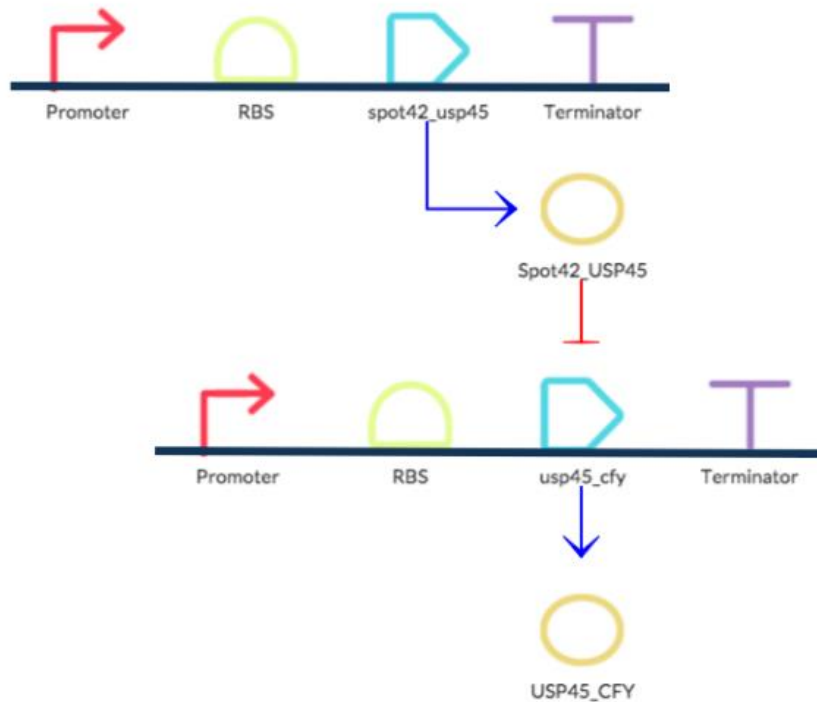 Promoter RBS spot42_usp45 Terminator
Spot42_USP45
Promoter RBS usp45_cfy Terminator
USP45_CFY